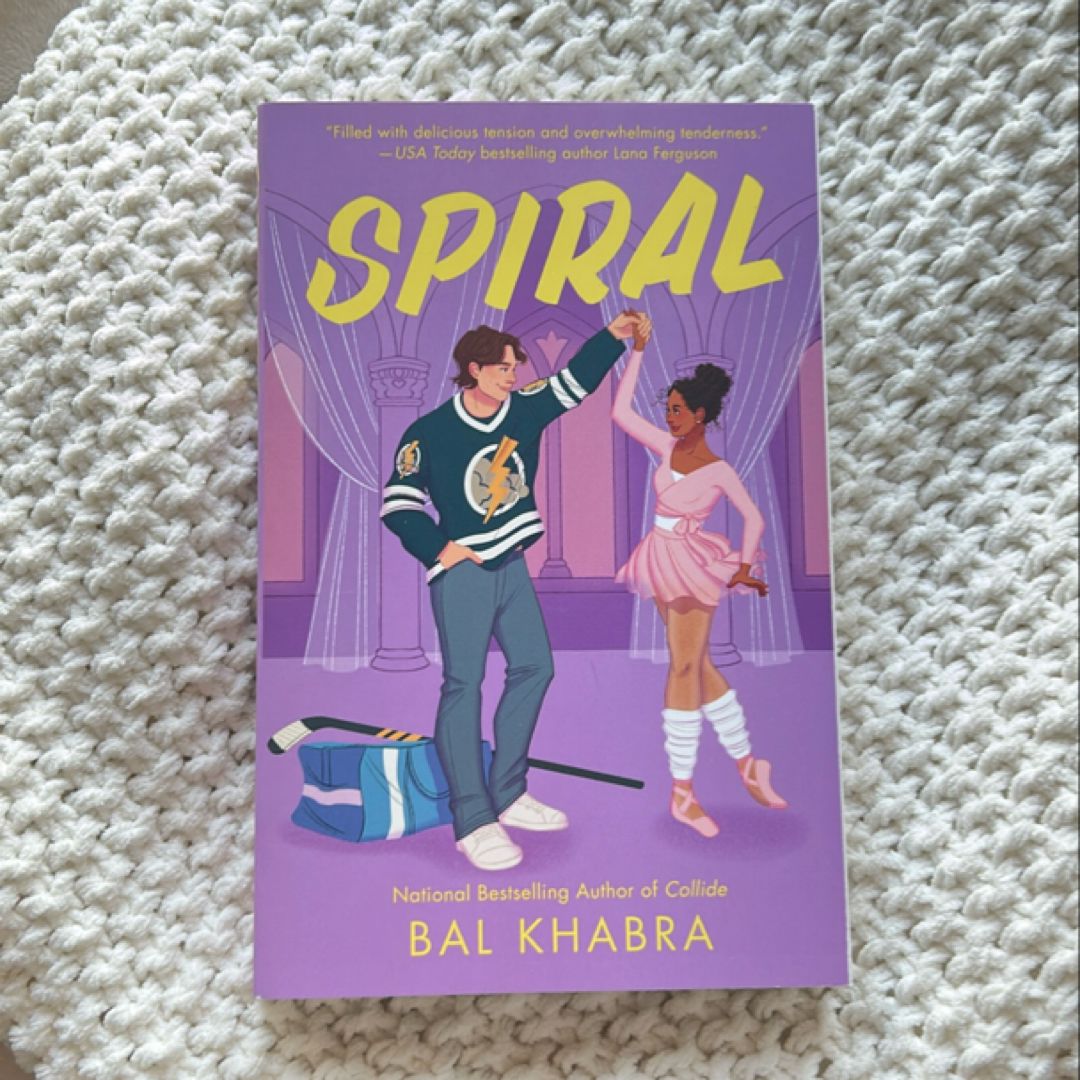 “Filled with delicious tension and overwhelming tenderness.”
—USA Today bestselling author Lana Ferguson
SPIRAL
National Bestselling Author of Collide
BAL KHABRA